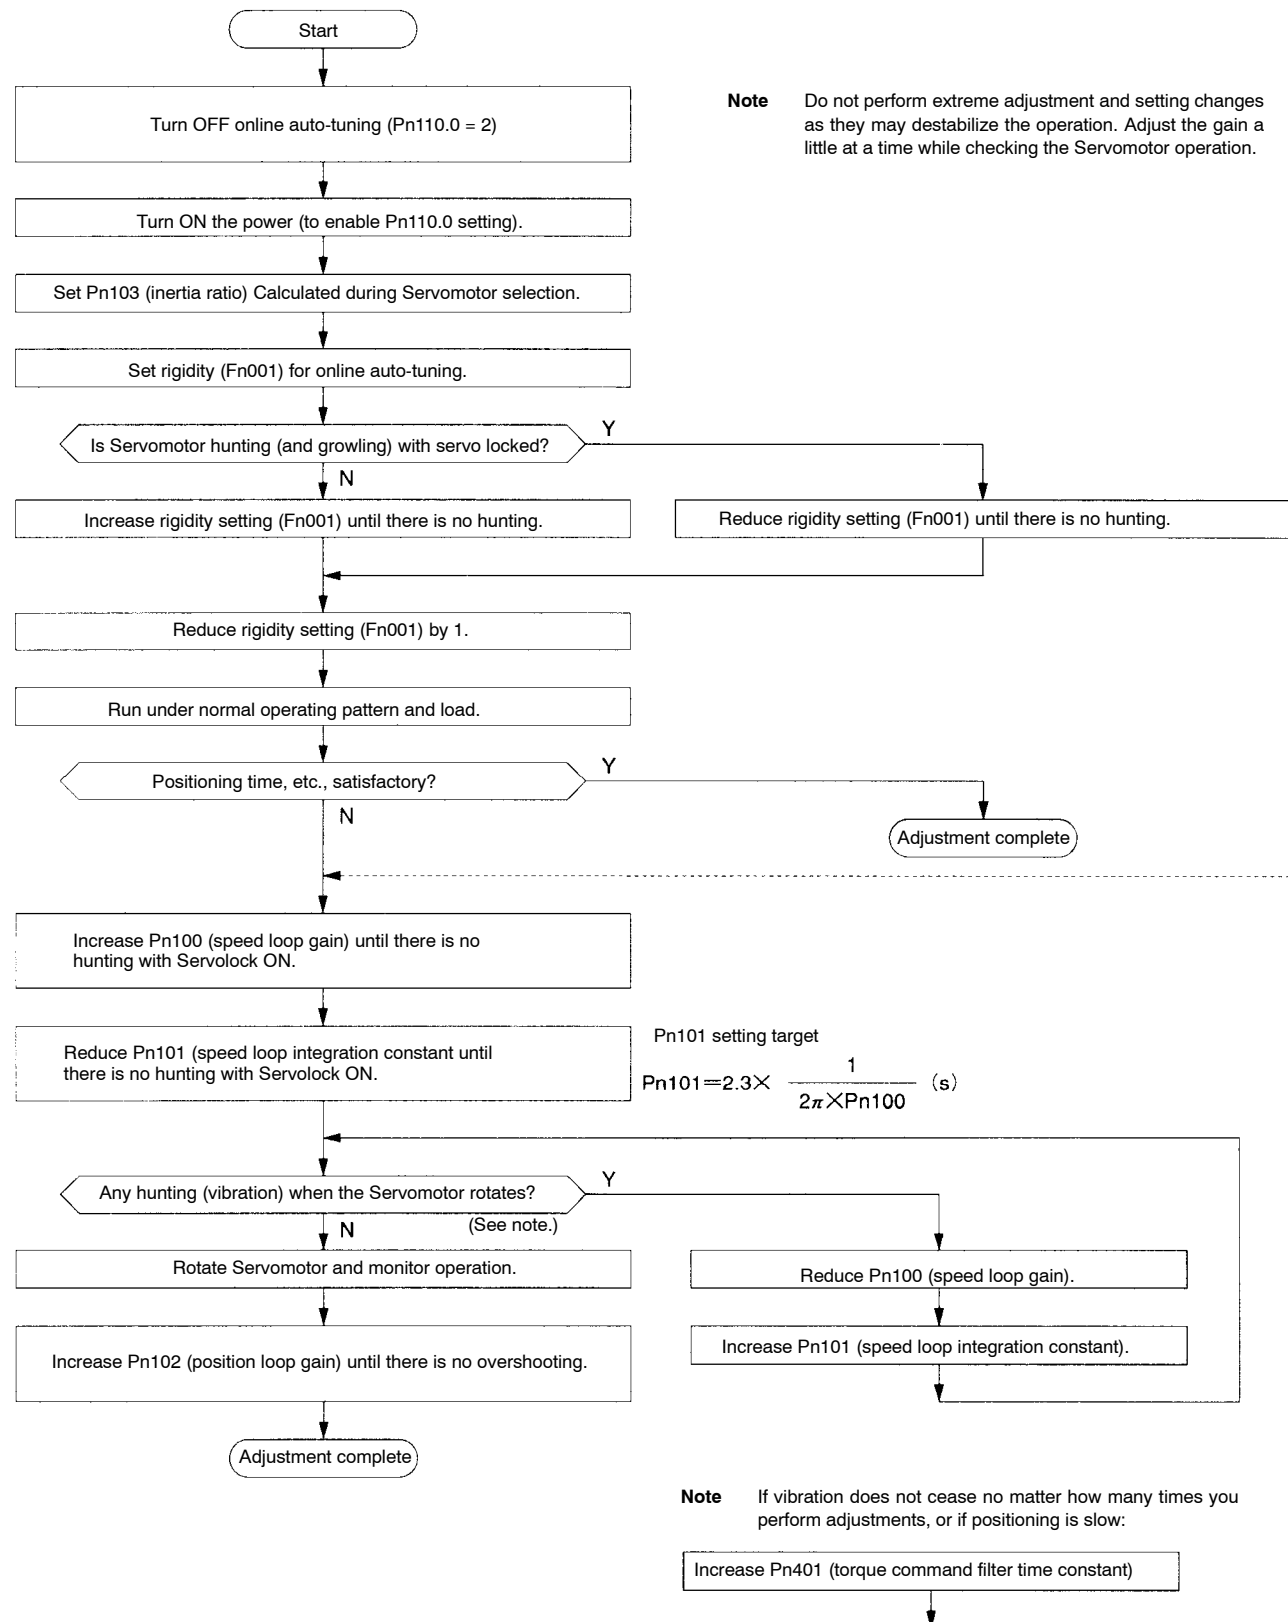 Start
Turn OFF online auto-tuning (Pn110.0 = 2)
Note Do not perform extreme adjustment and setting changes
as they may destabilize the operation. Adjust the gain a
little at a time while checking the Servomotor operation.
Turn ON the power (to enable Pn110.0 setting).
Set Pn103 (inertia ratio) Calculated during Servomotor selection.
Set rigidity (Fn001) for online auto-tuning.
Is Servomotor hunting (and growling) with servo locked?
Y
N
Increase rigidity setting (Fn001) until there is no hunting.
Reduce rigidity setting (Fn001) until there is no hunting.
Reduce rigidity setting (Fn001) by 1.
Run under normal operating pattern and load.
Positioning time, etc., satisfactory?
Y
N
Adjustment complete
Increase Pn100 (speed loop gain) until there is no
hunting with Servolock ON.
Reduce Pn101 (speed loop integration constant until
there is no hunting with Servolock ON.
Pn101 setting target
Pn101=2.3× 1 / 2π×Pn100 (s)
Any hunting (vibration) when the Servomotor rotates?
Y
N
(See note.)
Rotate Servomotor and monitor operation.
Reduce Pn100 (speed loop gain).
Increase Pn101 (speed loop integration constant).
Increase Pn102 (position loop gain) until there is no overshooting.
Adjustment complete
Note If vibration does not cease no matter how many times you
perform adjustments, or if positioning is slow:
Increase Pn401 (torque command filter time constant)